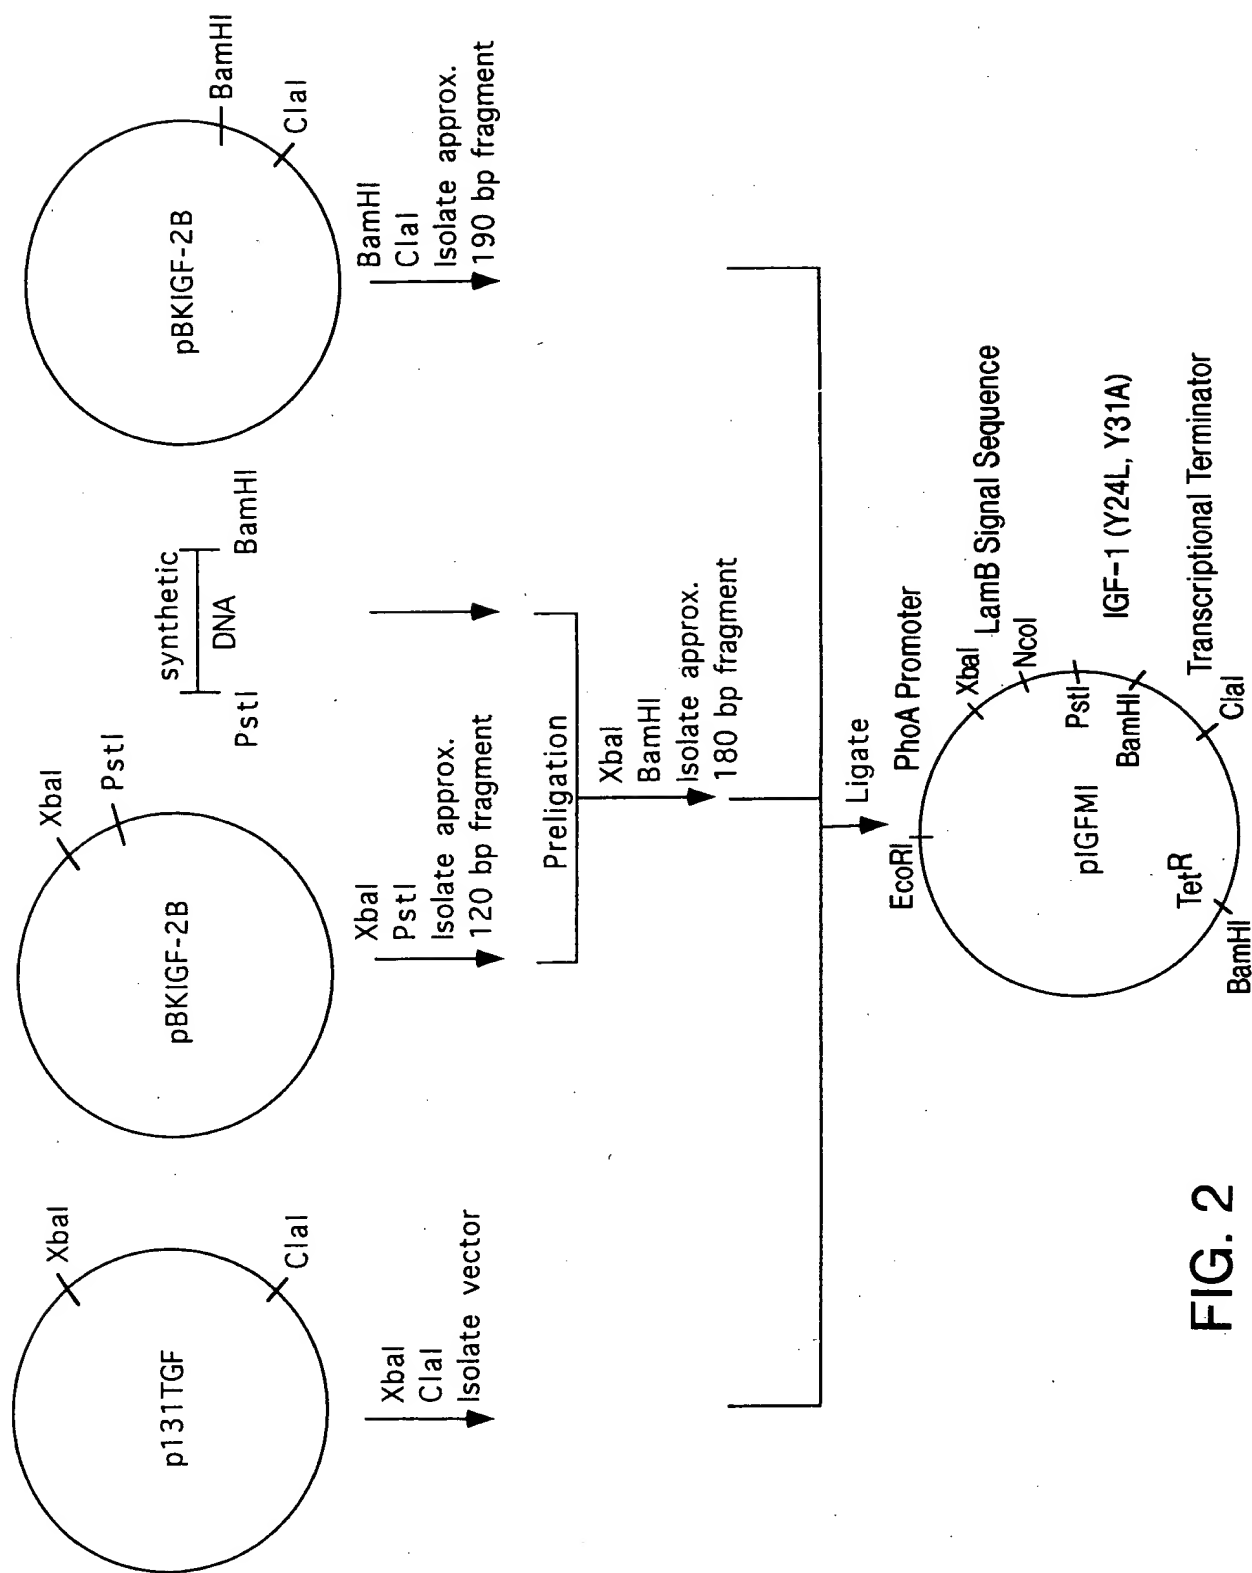 p131TGF
XbaI
ClaI
XbaI
ClaI
Isolate vector
pBKIGF-2B
XbaI
PstI
XbaI
PstI
Isolate approx.
120 bp fragment
synthetic
DNA
PstI
BamHI
pBKIGF-2B
BamHI
ClaI
BamHI
ClaI
Isolate approx.
190 bp fragment
Preligation
XbaI
BamHI
Isolate approx.
180 bp fragment
Ligate
EcoRI
PhoA Promoter
XbaI
LamB Signal Sequence
NcoI
PstI
IGF-1 (Y24L, Y31A)
BamHI
Transcriptional Terminator
ClaI
pIGFMI
TetR
BamHI
FIG. 2